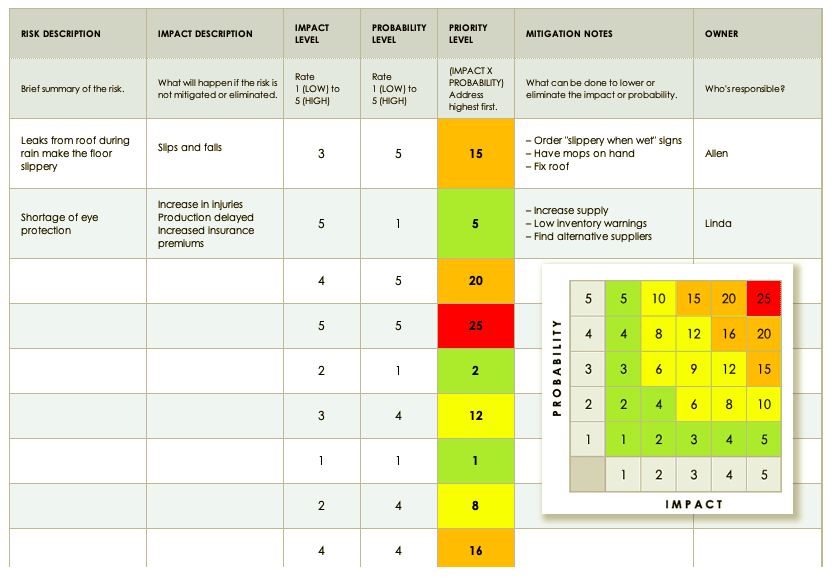 RISK DESCRIPTION
IMPACT DESCRIPTION
IMPACT
LEVEL
PROBABILITY
LEVEL
PRIORITY
LEVEL
MITIGATION NOTES
OWNER
Brief summary of the risk.
What will happen if the risk is
not mitigated or eliminated.
Rate
1 (LOW) to
5 (HIGH)
Rate
1 (LOW) to
5 (HIGH)
(IMPACT X
PROBABILITY)
Address
highest first.
What can be done to lower or
eliminate the impact or probability.
Who's responsible?
Leaks from roof during
rain make the floor
slippery
Slips and falls
3
5
15
– Order "slippery when wet" signs
– Have mops on hand
– Fix roof
Allen
Shortage of eye
protection
Increase in injuries
Production delayed
Increased insurance
premiums
5
1
5
– Increase supply
– Low inventory warnings
– Find alternative suppliers
Linda
4 5 20
5 5 25
2 1 2
3 4 12
1 1 1
2 4 8
4 4 16
PROBABILITY
5 5 10 15 20 25
4 4 8 12 16 20
3 3 6 9 12 15
2 2 4 6 8 10
1 1 2 3 4 5
1 2 3 4 5
IMPACT